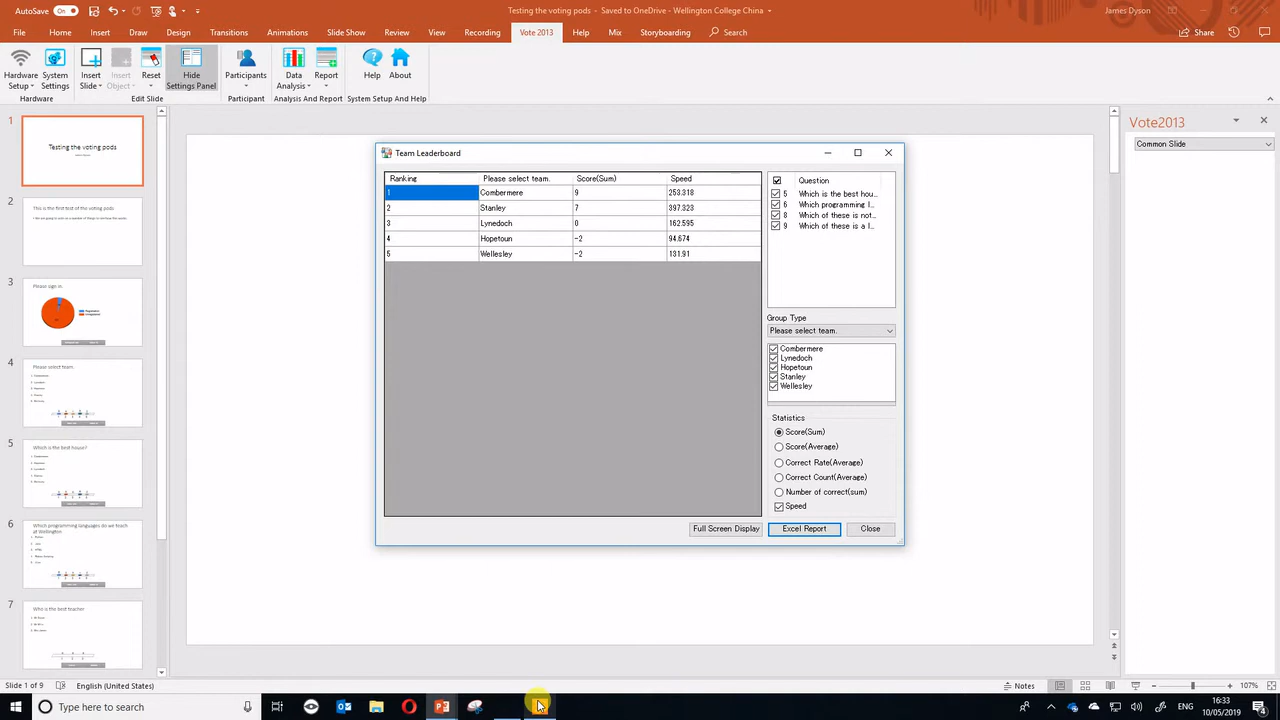 AutoSave On
Testing the voting pods - Saved to OneDrive - Wellington College China
James Dyson
File Home Insert Draw Design Transitions Animations Slide Show Review View Recording Vote 2013 Help Mix Storyboarding Search
Share
Hardware Setup
System Settings
Insert Slide
Insert Object
Reset
Hide Settings Panel
Participants
Data Analysis
Report
Help
About
Hardware
Edit Slide
Participant
Analysis And Report
System Setup And Help
1
Testing the voting pods
2
This is the first test of the voting pods
3
Please sign in.
4
Please select team.
5
Which is the best house?
6
Which programming languages do we teach
at Wellington
7
Who is the best teacher
Team Leaderboard
Ranking Please select team. Score(Sum) Speed
1 Combermere 9 253.318
2 Stanley 7 397.323
3 Lynedoch 0 162.595
4 Hopetoun -2 94.674
5 Wellesley -2 131.91
Question
5 Which is the best hou...
6 Which programming l...
8 Which of these is not...
9 Which of these is a l...
Group Type
Please select team.
Combermere
Lynedoch
Hopetoun
Stanley
Wellesley
Statistics
Score(Sum)
Score(Average)
Correct Rate(Average)
Correct Count(Average)
Number of correct(sum)
Speed
Full Screen Display
Excel Report
Close
Vote2013
Common Slide
Slide 1 of 9
English (United States)
Notes
107%
Type here to search
ENG
16:33
10/05/2019